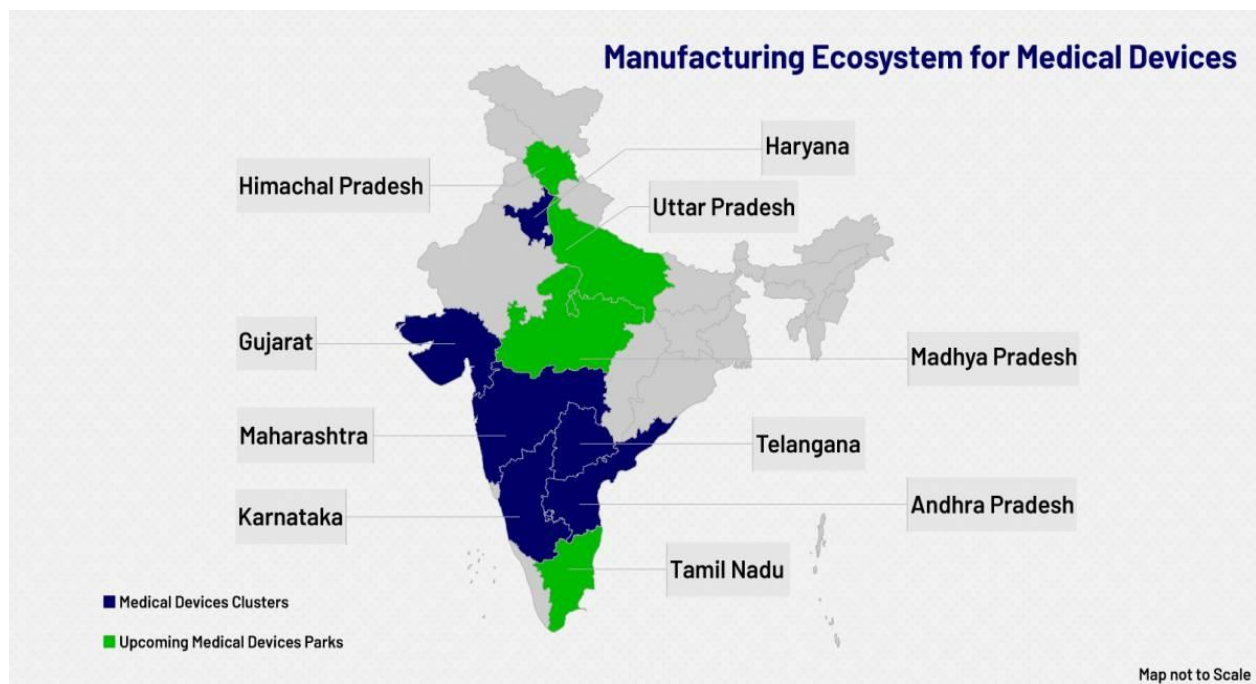 Manufacturing Ecosystem for Medical Devices
Haryana
Himachal Pradesh
Uttar Pradesh
Gujarat
Madhya Pradesh
Maharashtra
Telangana
Karnataka
Andhra Pradesh
Tamil Nadu
Medical Devices Clusters
Upcoming Medical Devices Parks
Map not to Scale